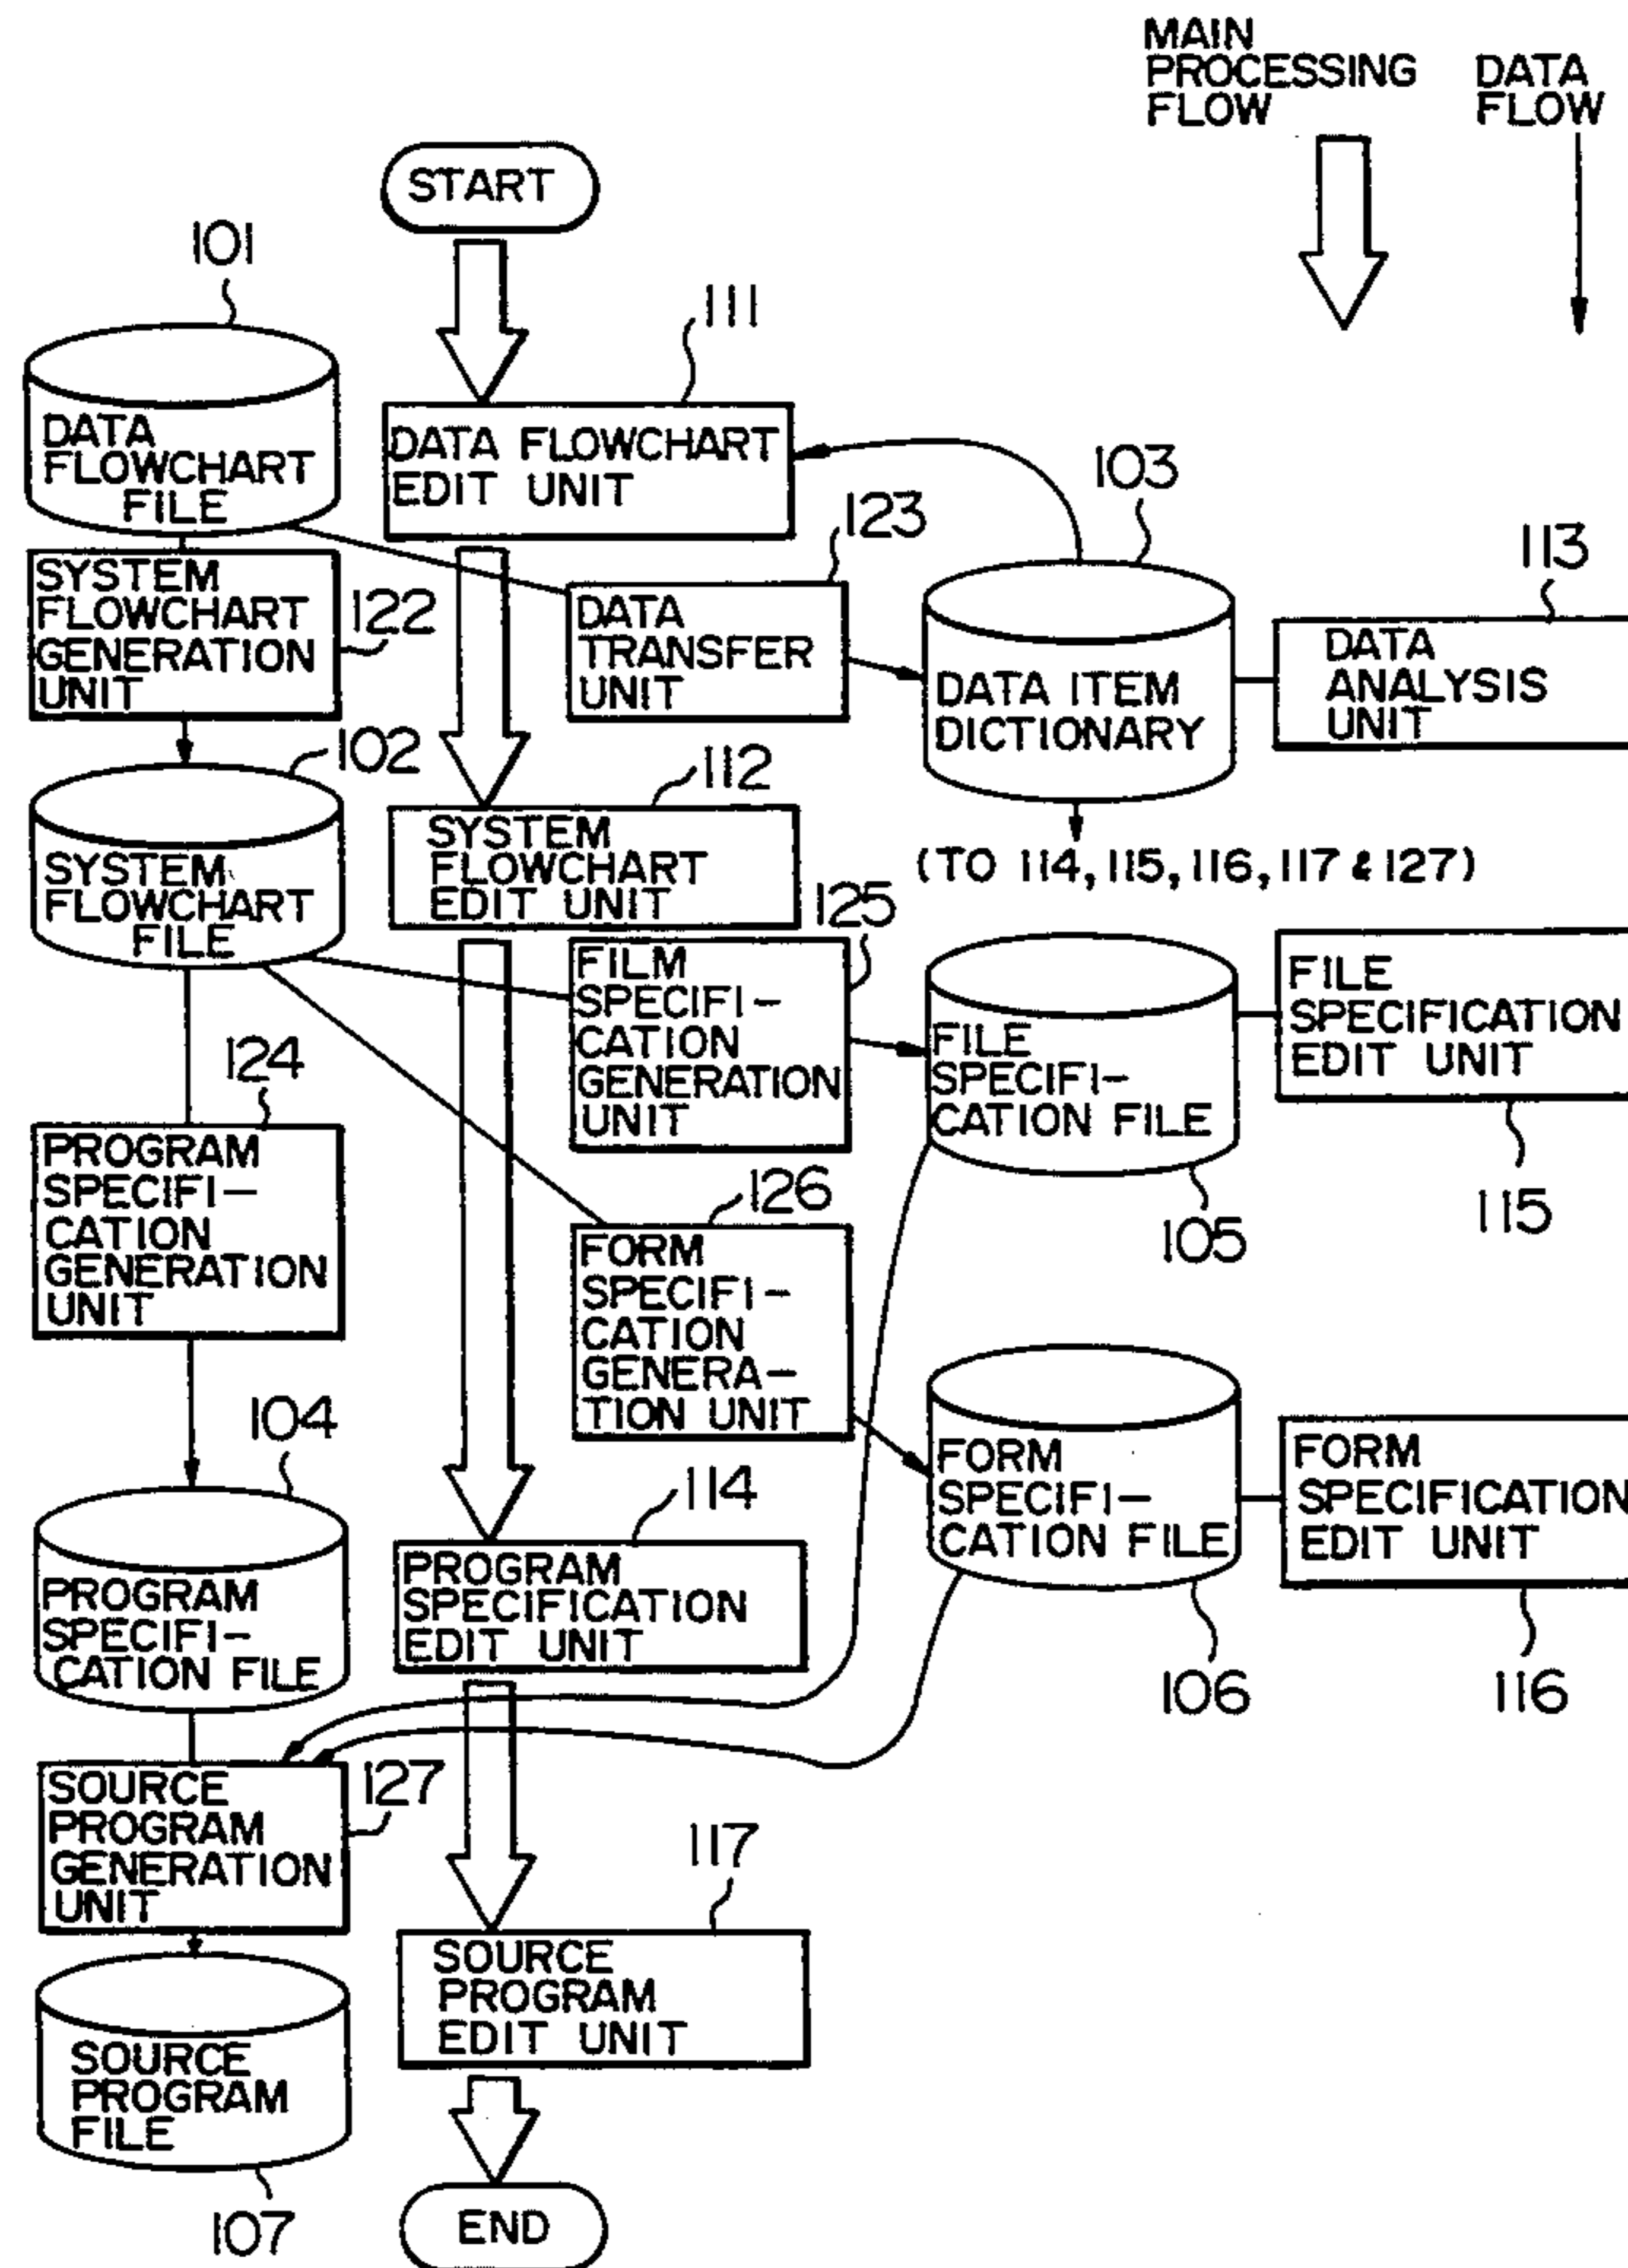 MAIN
PROCESSING
FLOW
DATA
FLOW
START
101
111
DATA
FLOWCHART
FILE
DATA FLOWCHART
EDIT UNIT
103
123
113
SYSTEM
FLOWCHART
GENERATION
UNIT
122
DATA
TRANSFER
UNIT
DATA ITEM
DICTIONARY
DATA
ANALYSIS
UNIT
102
112
SYSTEM
FLOWCHART
FILE
SYSTEM
FLOWCHART
EDIT UNIT
(TO 114, 115, 116, 117 & 127)
125
FILM
SPECIFI-
CATION
GENERATION
UNIT
FILE
SPECIFI-
CATION FILE
FILE
SPECIFICATION
EDIT UNIT
124
105
115
PROGRAM
SPECIFI-
CATION
GENERATION
UNIT
126
FORM
SPECIFI-
CATION
GENERA-
TION UNIT
104
FORM
SPECIFI-
CATION FILE
FORM
SPECIFICATION
EDIT UNIT
114
PROGRAM
SPECIFI-
CATION FILE
PROGRAM
SPECIFICATION
EDIT UNIT
106
116
SOURCE
PROGRAM
GENERATION
UNIT
127
117
SOURCE
PROGRAM
EDIT UNIT
SOURCE
PROGRAM
FILE
107
END